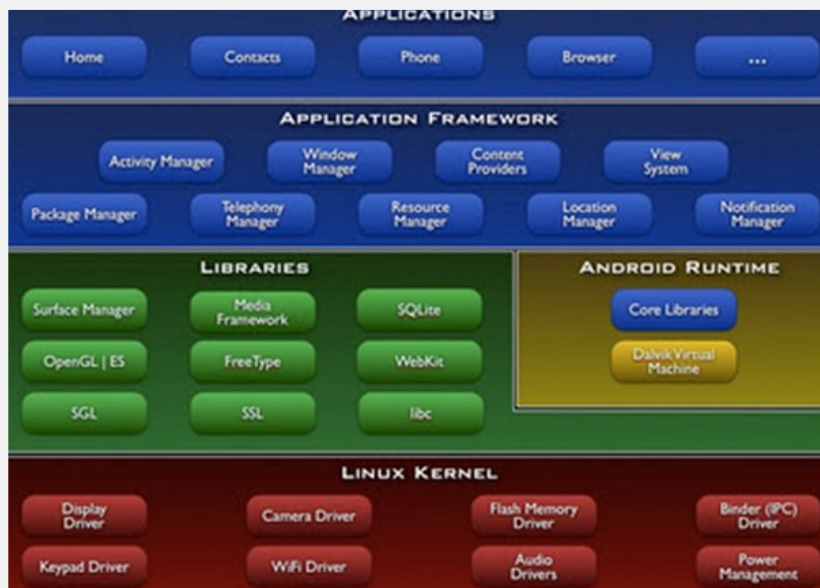 APPLICATIONS
Home
Contacts
Phone
Browser
...
APPLICATION FRAMEWORK
Activity Manager
Window
Manager
Content
Providers
View
System
Package Manager
Telephony
Manager
Resource
Manager
Location
Manager
Notification
Manager
LIBRARIES
Surface Manager
Media
Framework
SQLite
OpenGL | ES
FreeType
WebKit
SGL
SSL
libc
ANDROID RUNTIME
Core Libraries
Dalvik Virtual
Machine
LINUX KERNEL
Display
Driver
Camera Driver
Flash Memory
Driver
Binder (IPC)
Driver
Keypad Driver
WiFi Driver
Audio
Drivers
Power
Management